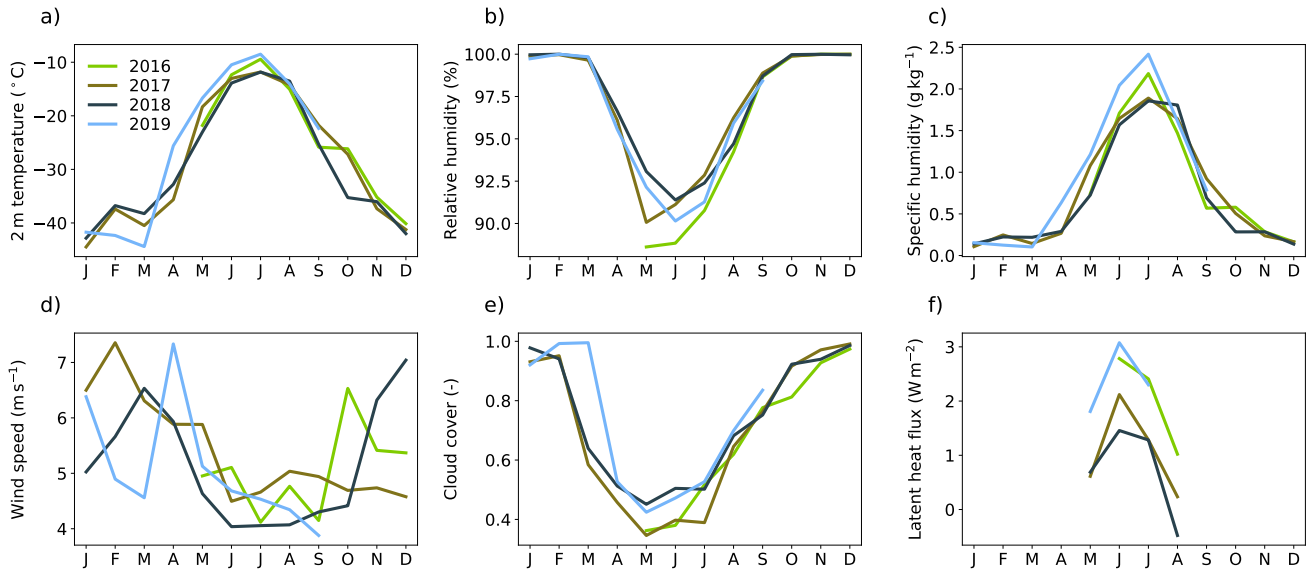 a)
2 m temperature (°C)
−10
−20
−30
−40
2016
2017
2018
2019
J F M A M J J A S O N D
b)
Relative humidity (%)
100.0
97.5
95.0
92.5
90.0
J F M A M J J A S O N D
c)
Specific humidity (g kg⁻¹)
2.5
2.0
1.5
1.0
0.5
0.0
J F M A M J J A S O N D
d)
Wind speed (m s⁻¹)
7
6
5
4
J F M A M J J A S O N D
e)
Cloud cover (-)
1.0
0.8
0.6
0.4
J F M A M J J A S O N D
f)
Latent heat flux (W m⁻²)
3
2
1
0
J F M A M J J A S O N D